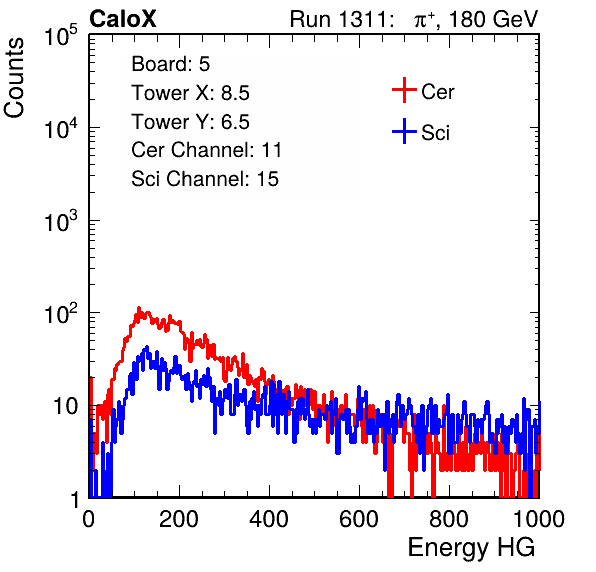 CaloX Run 1311: π⁺, 180 GeV
Board: 5
Tower X: 8.5
Tower Y: 6.5
Cer Channel: 11
Sci Channel: 15
Cer
Sci
Counts
10⁵
10⁴
10³
10²
10
1
0 200 400 600 800 1000
Energy HG